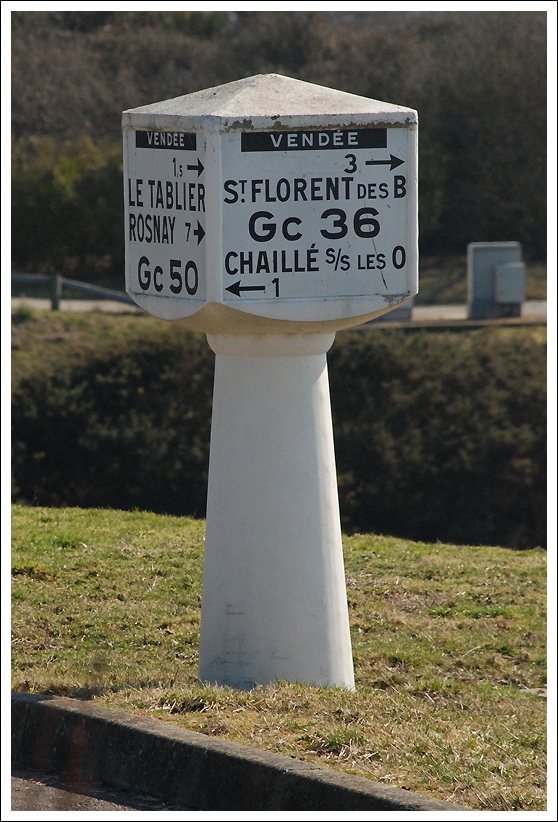 VENDÉE
1,5 →
LE TABLIER
ROSNAY 7 →
Gc 50
VENDÉE
3 →
ST FLORENT DES B
Gc 36
CHAILLÉ S/S LES O
← 1